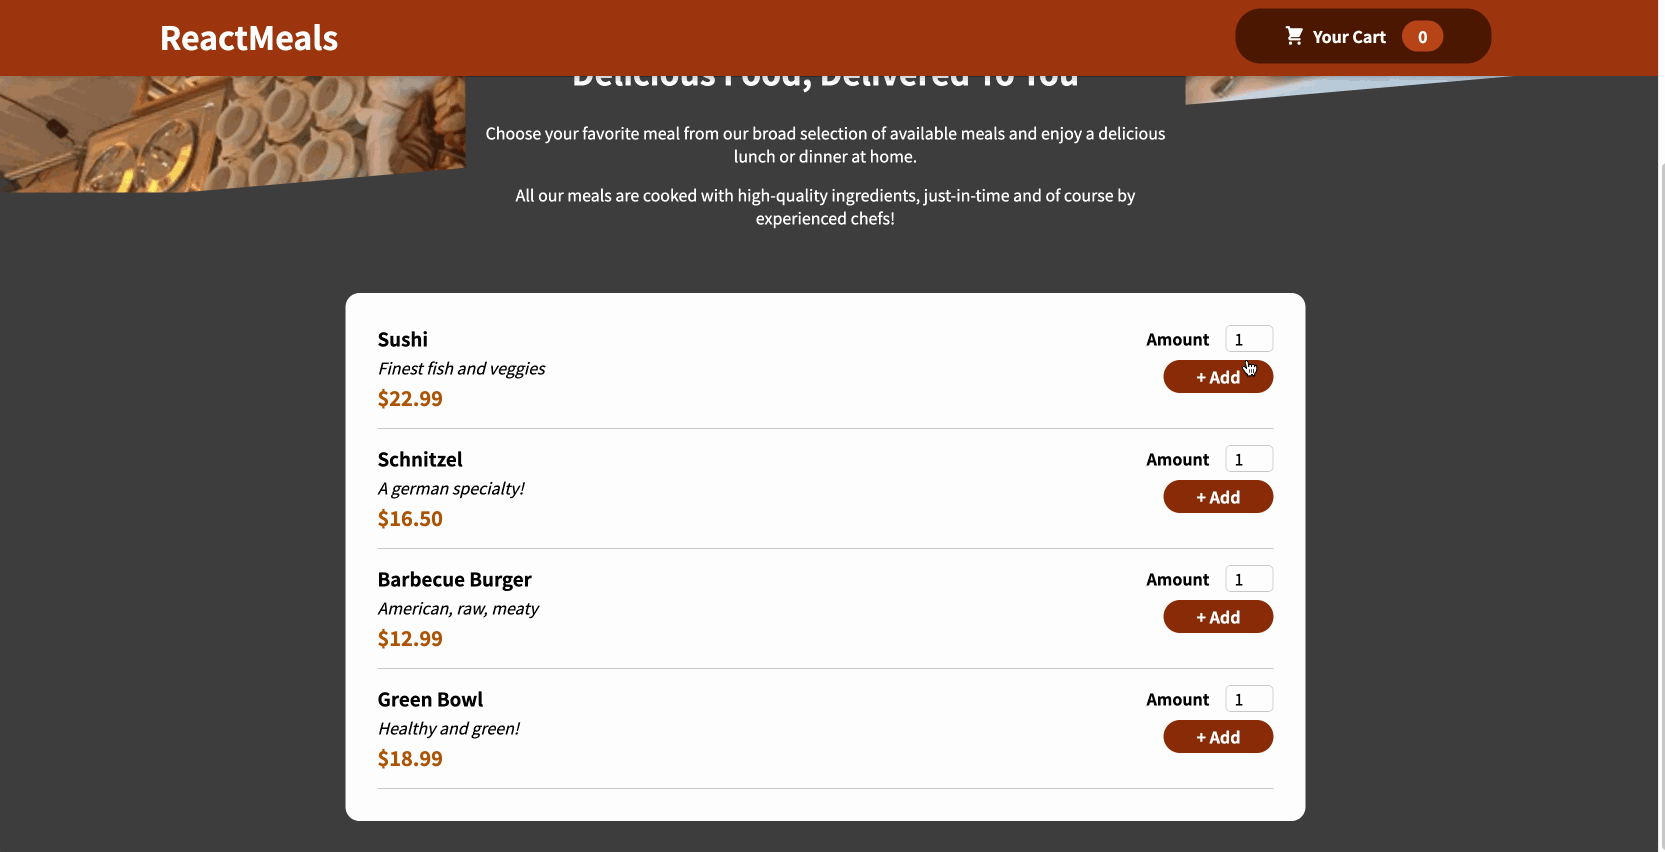 ReactMeals
Your Cart 0
Delicious Food, Delivered To You
Choose your favorite meal from our broad selection of available meals and enjoy a delicious
lunch or dinner at home.
All our meals are cooked with high-quality ingredients, just-in-time and of course by
experienced chefs!
Sushi
Finest fish and veggies
$22.99
Amount 1
+ Add
Schnitzel
A german specialty!
$16.50
Amount 1
+ Add
Barbecue Burger
American, raw, meaty
$12.99
Amount 1
+ Add
Green Bowl
Healthy and green!
$18.99
Amount 1
+ Add